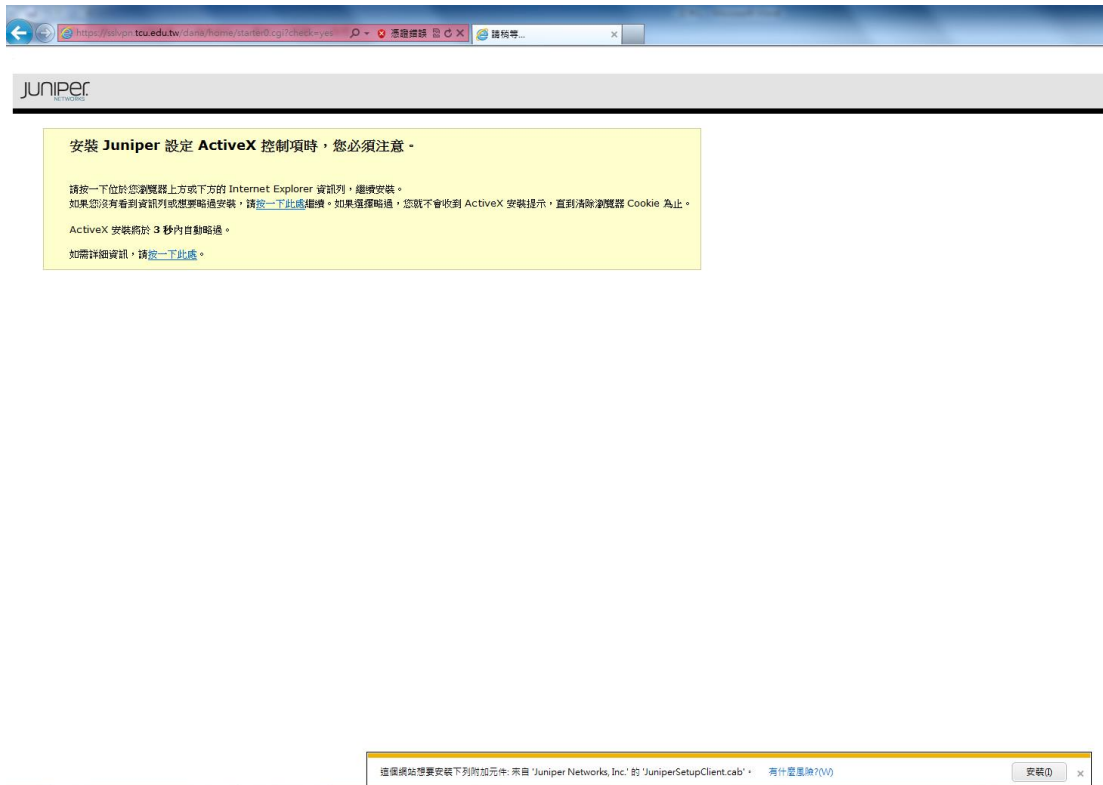 https://sslvpn.tcu.edu.tw/dana/home/starter0.cgi?check=yes 憑證錯誤 請稍等...
JUNIPER
NETWORKS
安裝 Juniper 設定 ActiveX 控制項時，您必須注意。
請按一下位於您瀏覽器上方或下方的 Internet Explorer 資訊列，繼續安裝。
如果您沒有看到資訊列或想要略過安裝，請按一下此處繼續。如果選擇略過，您就不會收到 ActiveX 安裝提示，直到清除瀏覽器 Cookie 為止。
ActiveX 安裝將於 3 秒內自動略過。
如需詳細資訊，請按一下此處。
這個網站想要安裝下列附加元件: 來自 'Juniper Networks, Inc.' 的 'JuniperSetupClient.cab'。 有什麼風險?(W) 安裝(I)